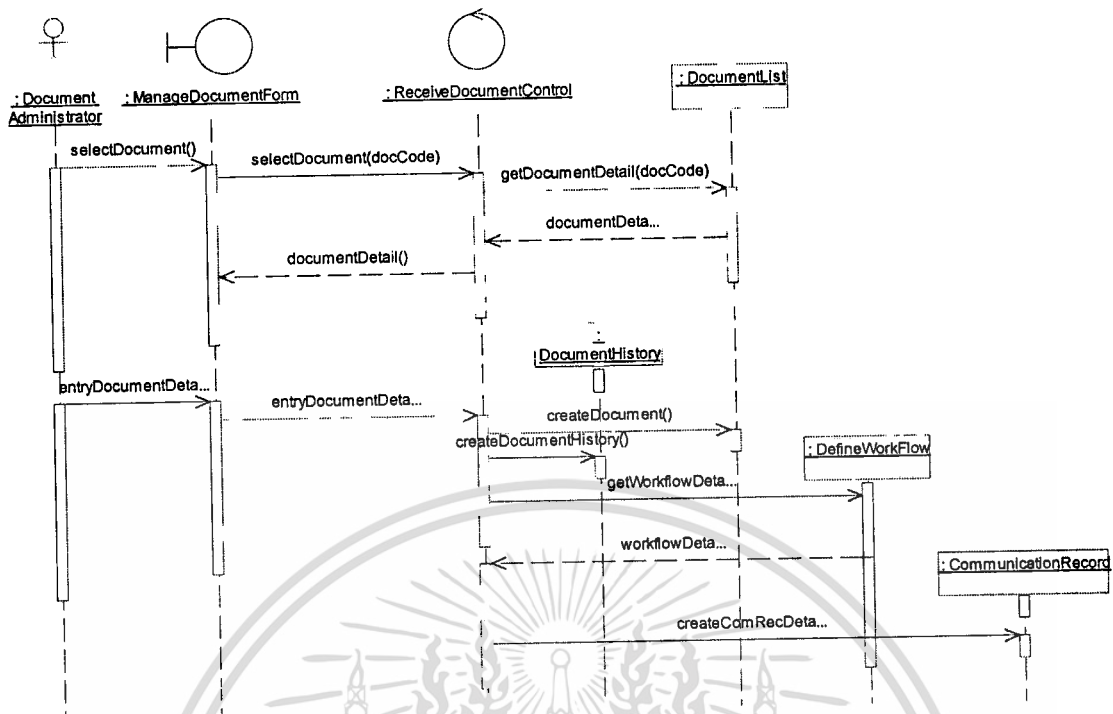 : Document
Administrator
: ManageDocumentForm
: ReceiveDocumentControl
: DocumentList
selectDocument()
selectDocument(docCode)
getDocumentDetail(docCode)
documentDeta...
documentDetail()
:
DocumentHistory
entryDocumentDeta...
entryDocumentDeta...
createDocument()
createDocumentHistory()
: DefineWorkFlow
getWorkflowDeta...
workflowDeta...
: CommunicationRecord
createComRecDeta...